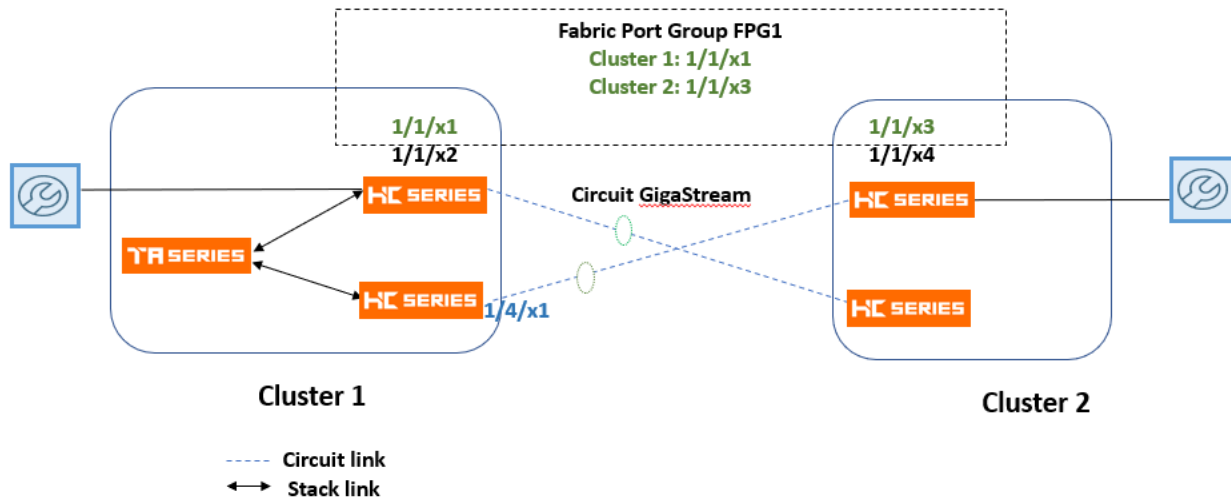 Fabric Port Group FPG1
Cluster 1: 1/1/x1
Cluster 2: 1/1/x3
1/1/x1
1/1/x2
1/1/x3
1/1/x4
HC SERIES
Circuit GigaStream
HC SERIES
TA SERIES
HC SERIES
1/4/x1
HC SERIES
Cluster 1
Cluster 2
Circuit link
Stack link